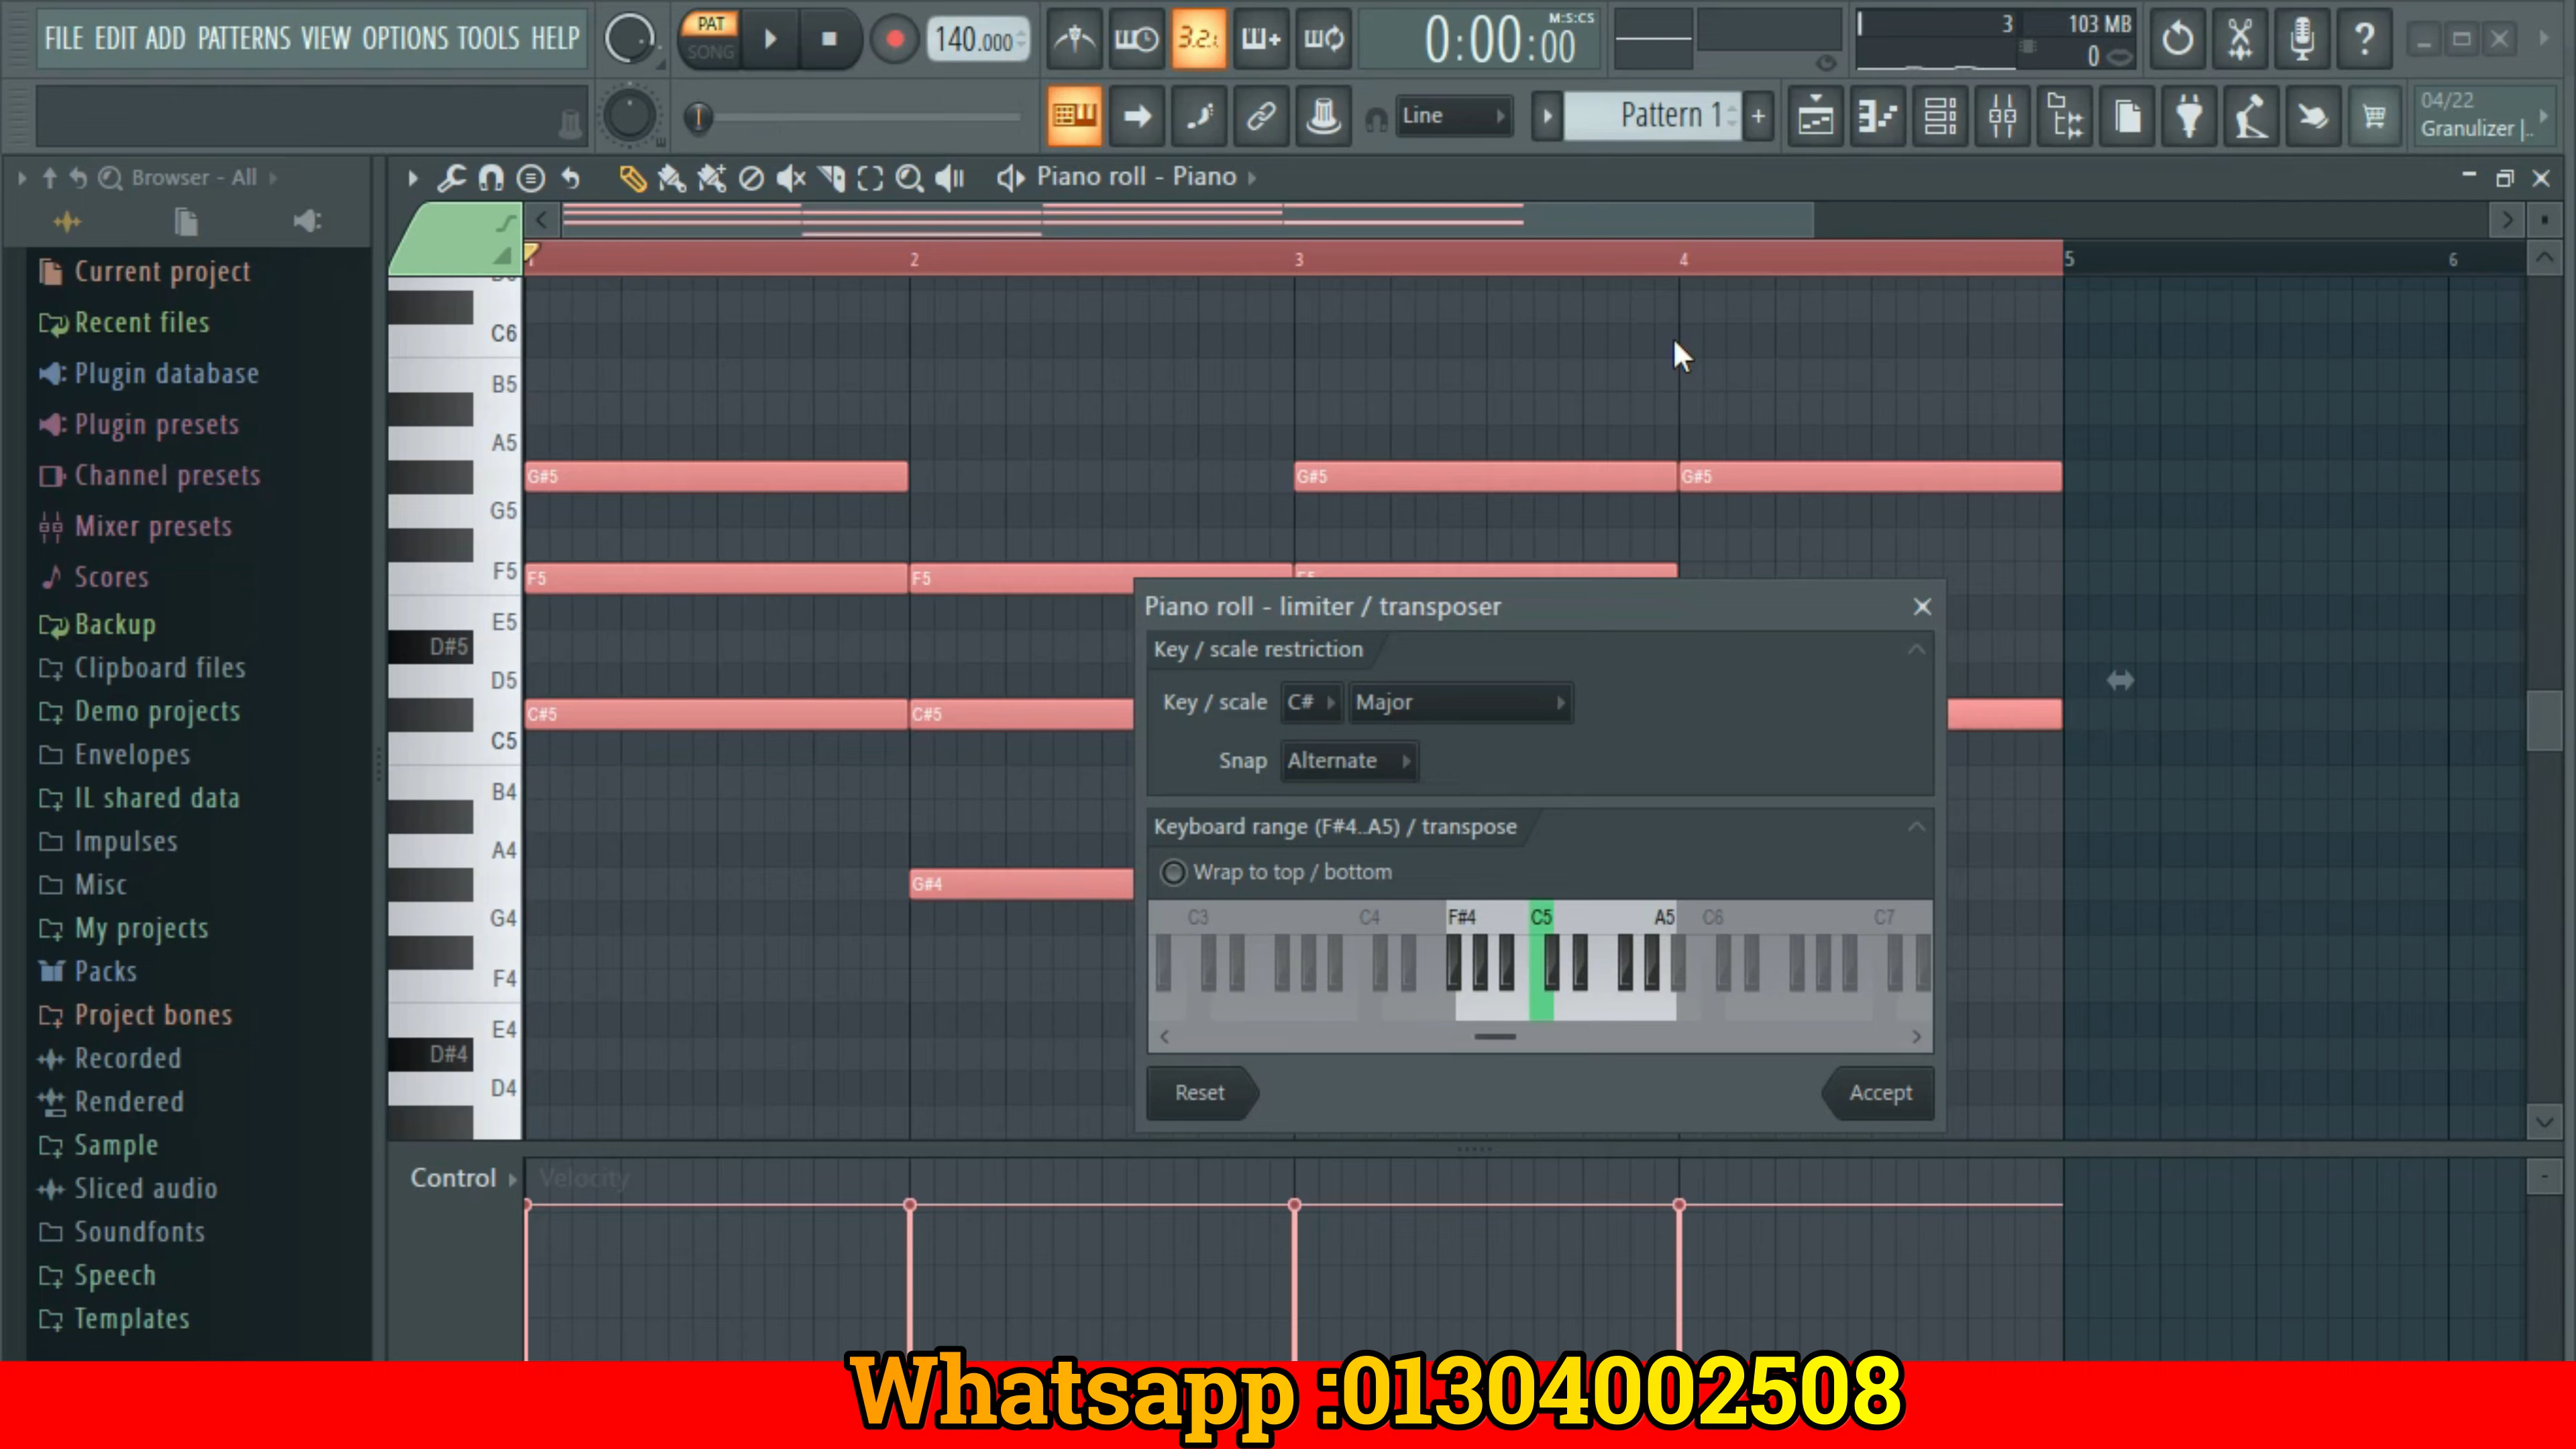 FILE EDIT ADD PATTERNS VIEW OPTIONS TOOLS HELP
PAT
SONG
140.000
3.2.
0:00:00
M:S:CS
3
103 MB
0
Line
Pattern 1
+
04/22
Granulizer |..
Browser - All
Piano roll - Piano
Current project
Recent files
Plugin database
Plugin presets
Channel presets
Mixer presets
Scores
Backup
Clipboard files
Demo projects
Envelopes
IL shared data
Impulses
Misc
My projects
Packs
Project bones
Recorded
Rendered
Sample
Sliced audio
Soundfonts
Speech
Templates
2
3
4
5
6
C6
B5
A5
G5
F5
E5
D#5
D5
C5
B4
A4
G4
F4
E4
D#4
D4
G#5
G#5
G#5
F5
F5
C#5
C#5
G#4
Piano roll - limiter / transposer
Key / scale restriction
Key / scale
C#
Major
Snap
Alternate
Keyboard range (F#4..A5) / transpose
Wrap to top / bottom
C3
C4
F#4
C5
A5
C6
C7
Reset
Accept
Control
Velocity
Whatsapp :01304002508